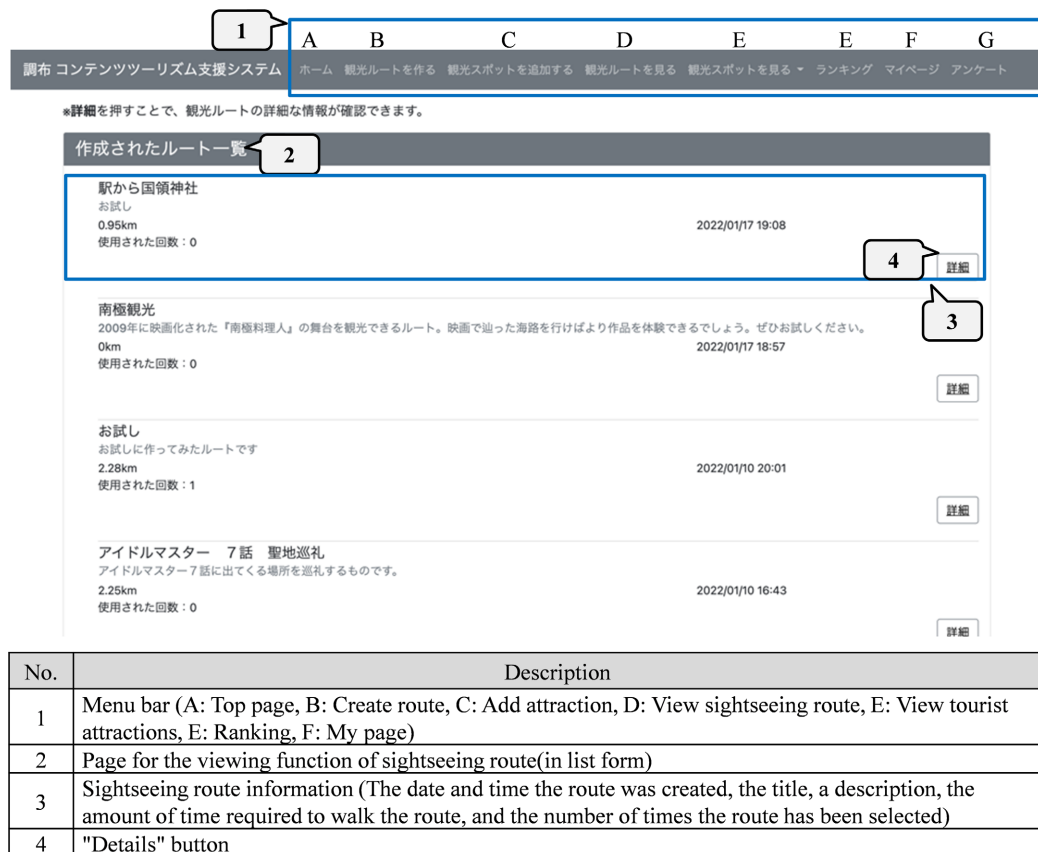 1
A B C D E E F G
調布 コンテンツツーリズム支援システム ホーム 観光ルートを作る 観光スポットを追加する 観光ルートを見る 観光スポットを見る ランキング マイページ アンケート
※詳細を押すことで、観光ルートの詳細な情報が確認できます。
作成されたルート一覧
2
駅から国領神社
お試し
0.95km 2022/01/17 19:08
使用された回数：0
4
詳細
3
南極観光
2009年に映画化された『南極料理人』の舞台を観光できるルート。映画で辿った海路を行けばより作品を体験できるでしょう。ぜひお試しください。
0km 2022/01/17 18:57
使用された回数：0
詳細
お試し
お試しに作ってみたルートです
2.28km 2022/01/10 20:01
使用された回数：1
詳細
アイドルマスター　７話　聖地巡礼
アイドルマスター７話に出てくる場所を巡礼するものです。
2.25km 2022/01/10 16:43
使用された回数：0
詳細
No. Description
1 Menu bar (A: Top page, B: Create route, C: Add attraction, D: View sightseeing route, E: View tourist
attractions, E: Ranking, F: My page)
2 Page for the viewing function of sightseeing route(in list form)
3 Sightseeing route information (The date and time the route was created, the title, a description, the
amount of time required to walk the route, and the number of times the route has been selected)
4 "Details" button